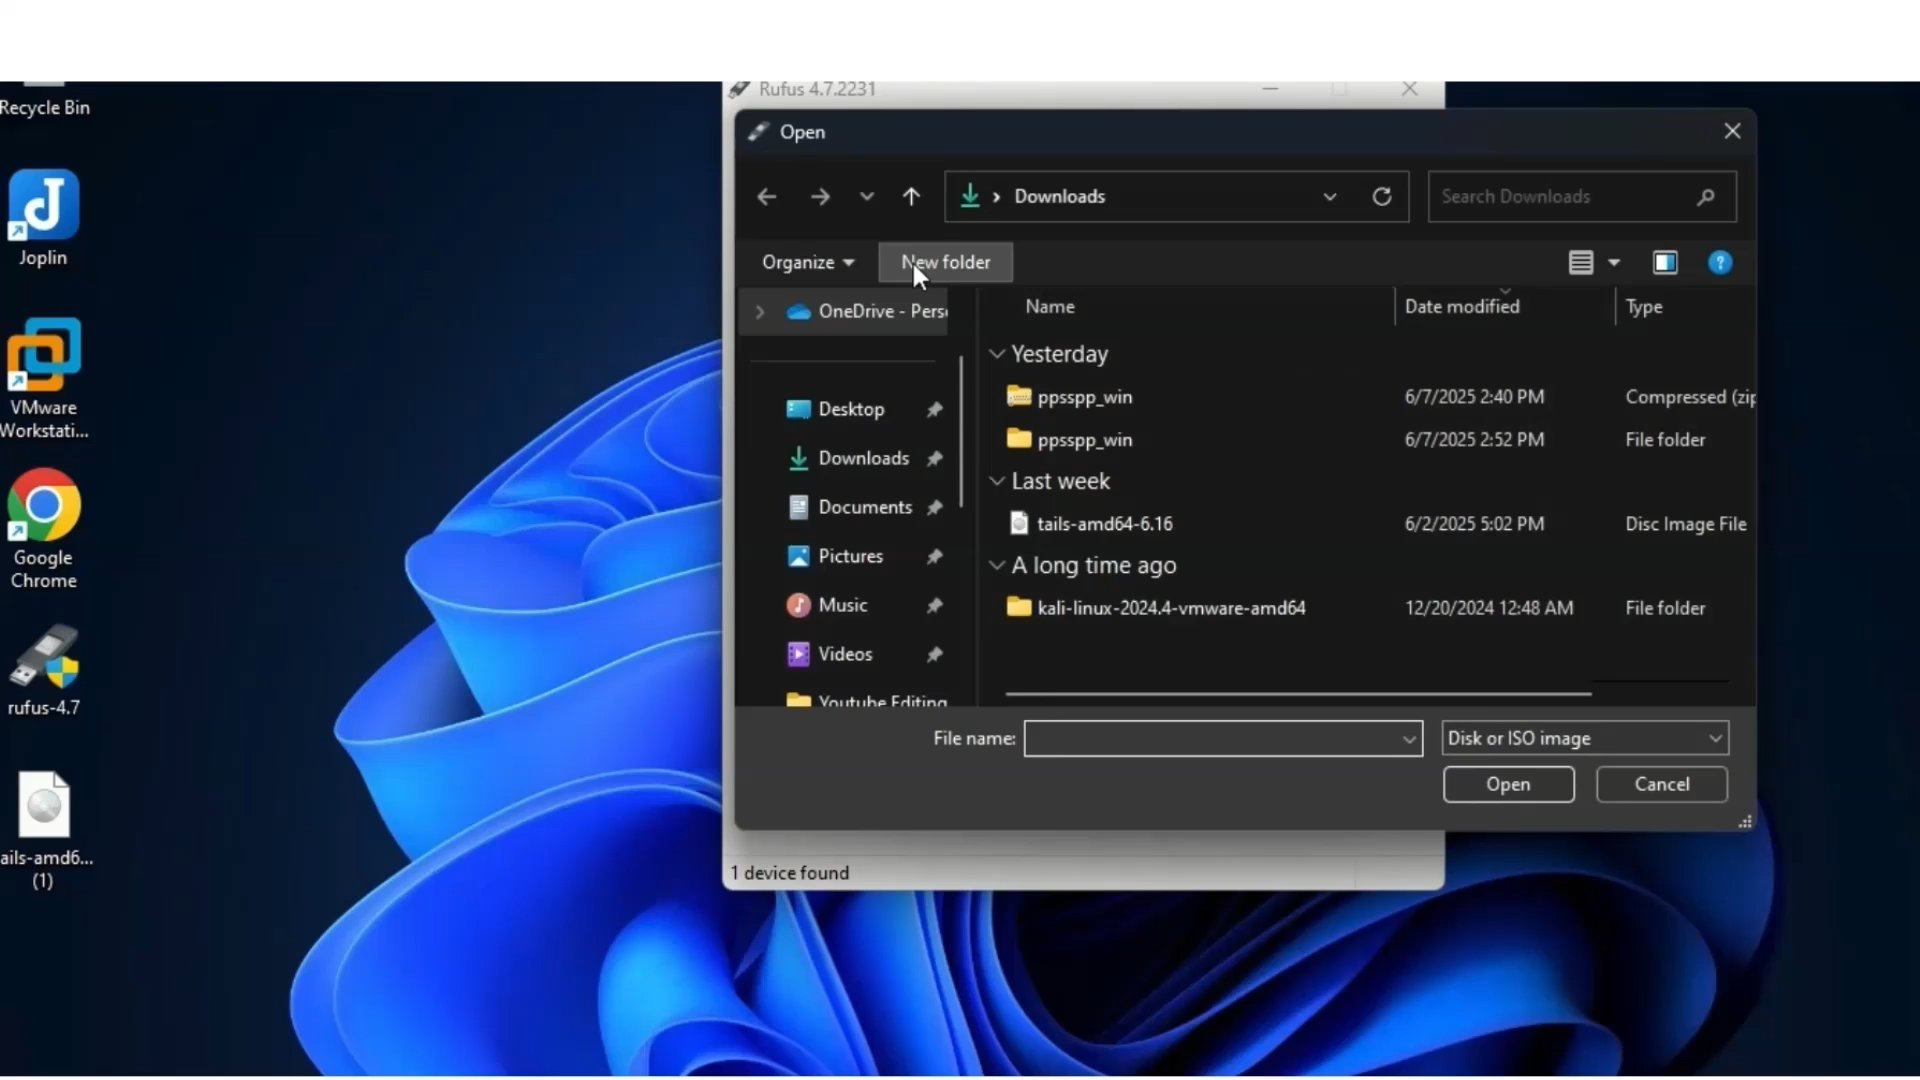 Recycle Bin
Joplin
VMware
Workstati...
Google
Chrome
rufus-4.7
ails-amd6...
(1)
Rufus 4.7.2231
Open
Downloads
Search Downloads
Organize
New folder
?
OneDrive - Pers
Desktop
Downloads
Documents
Pictures
Music
Videos
Youtube Editing
Name Date modified Type
Yesterday
ppsspp_win 6/7/2025 2:40 PM Compressed (zip
ppsspp_win 6/7/2025 2:52 PM File folder
Last week
tails-amd64-6.16 6/2/2025 5:02 PM Disc Image File
A long time ago
kali-linux-2024.4-vmware-amd64 12/20/2024 12:48 AM File folder
File name:
Disk or ISO image
Open Cancel
1 device found